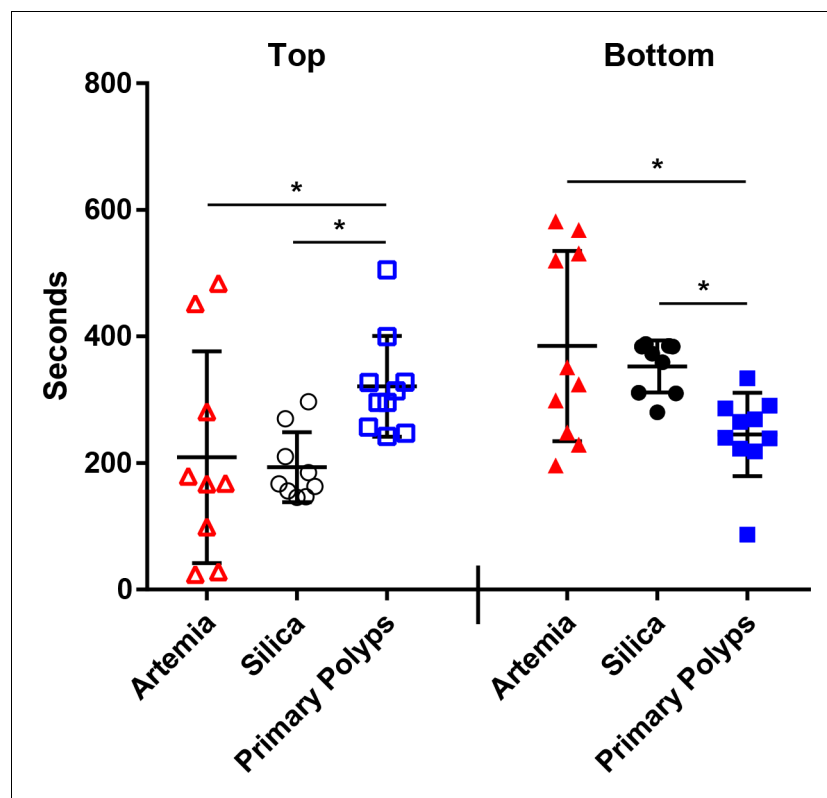 Top
Bottom
800
600
400
200
0
Seconds
*
*
*
*
Artemia
Silica
Primary Polyps
Artemia
Silica
Primary Polyps